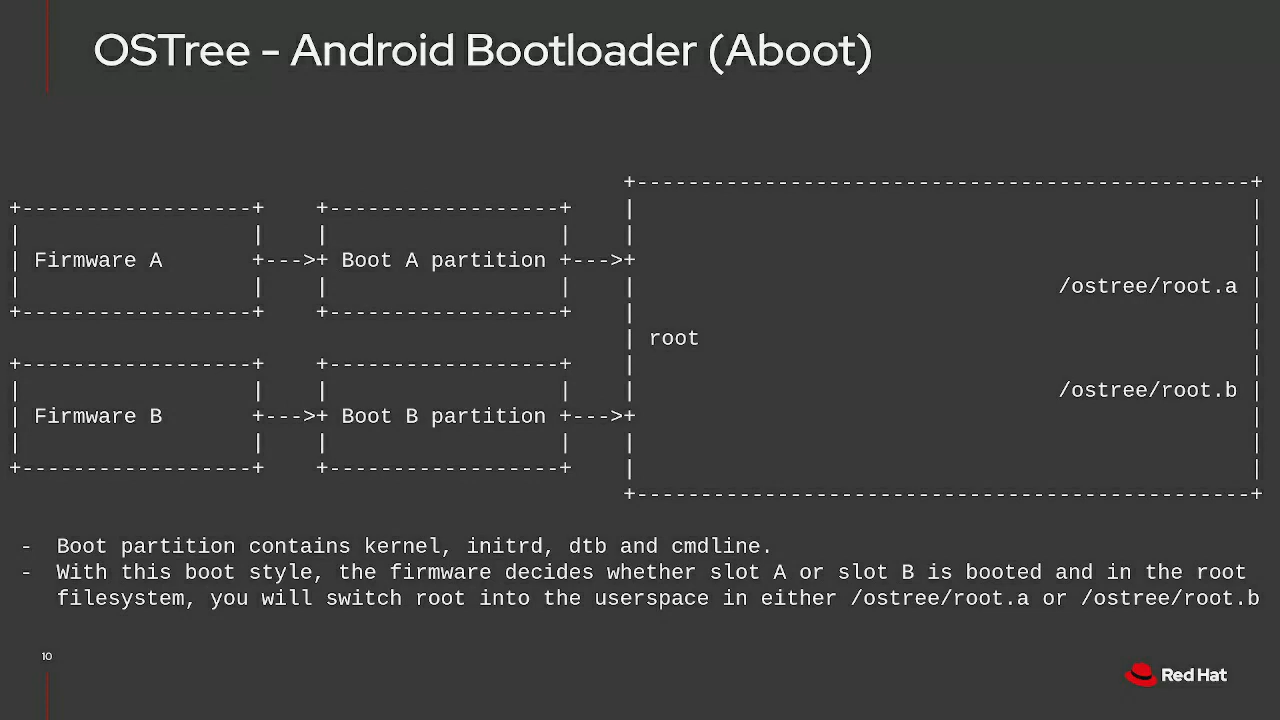 OSTree - Android Bootloader (Aboot)
Firmware A
Boot A partition
/ostree/root.a
root
Firmware B
Boot B partition
/ostree/root.b
- Boot partition contains kernel, initrd, dtb and cmdline.
- With this boot style, the firmware decides whether slot A or slot B is booted and in the root
filesystem, you will switch root into the userspace in either /ostree/root.a or /ostree/root.b
10
Red Hat